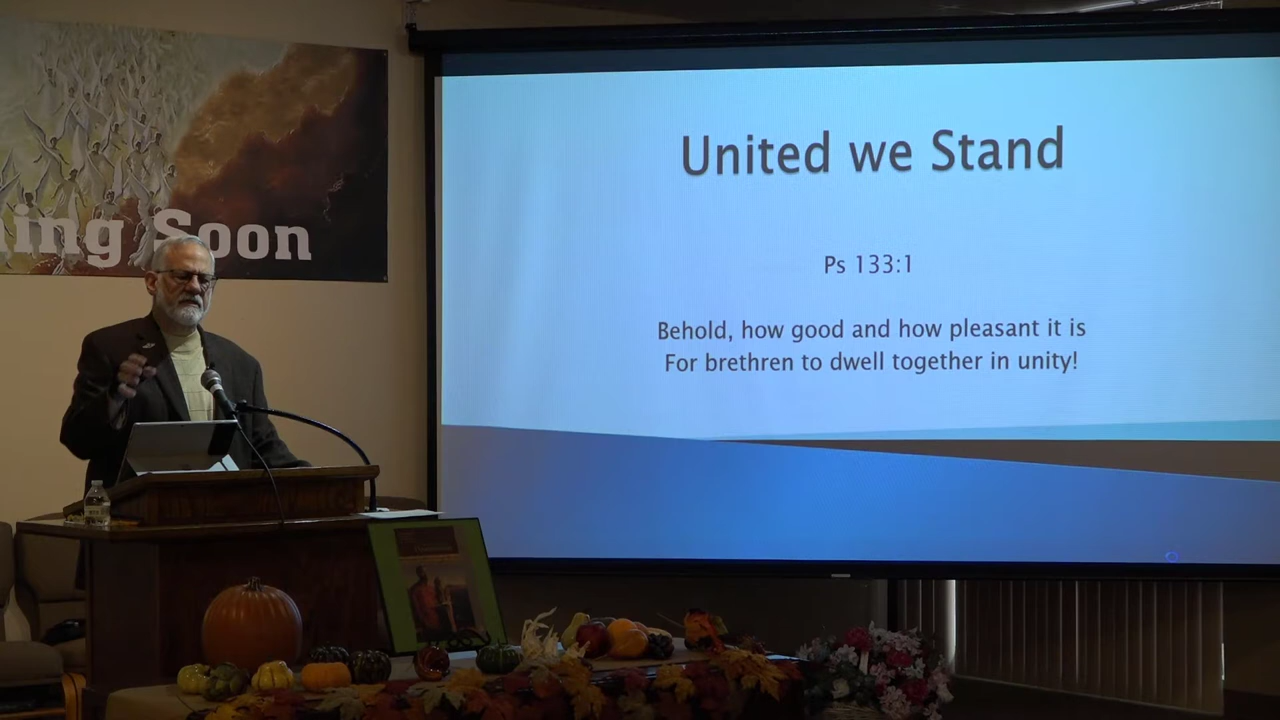 ing Soon
United we Stand
Ps 133:1
Behold, how good and how pleasant it is
For brethren to dwell together in unity!